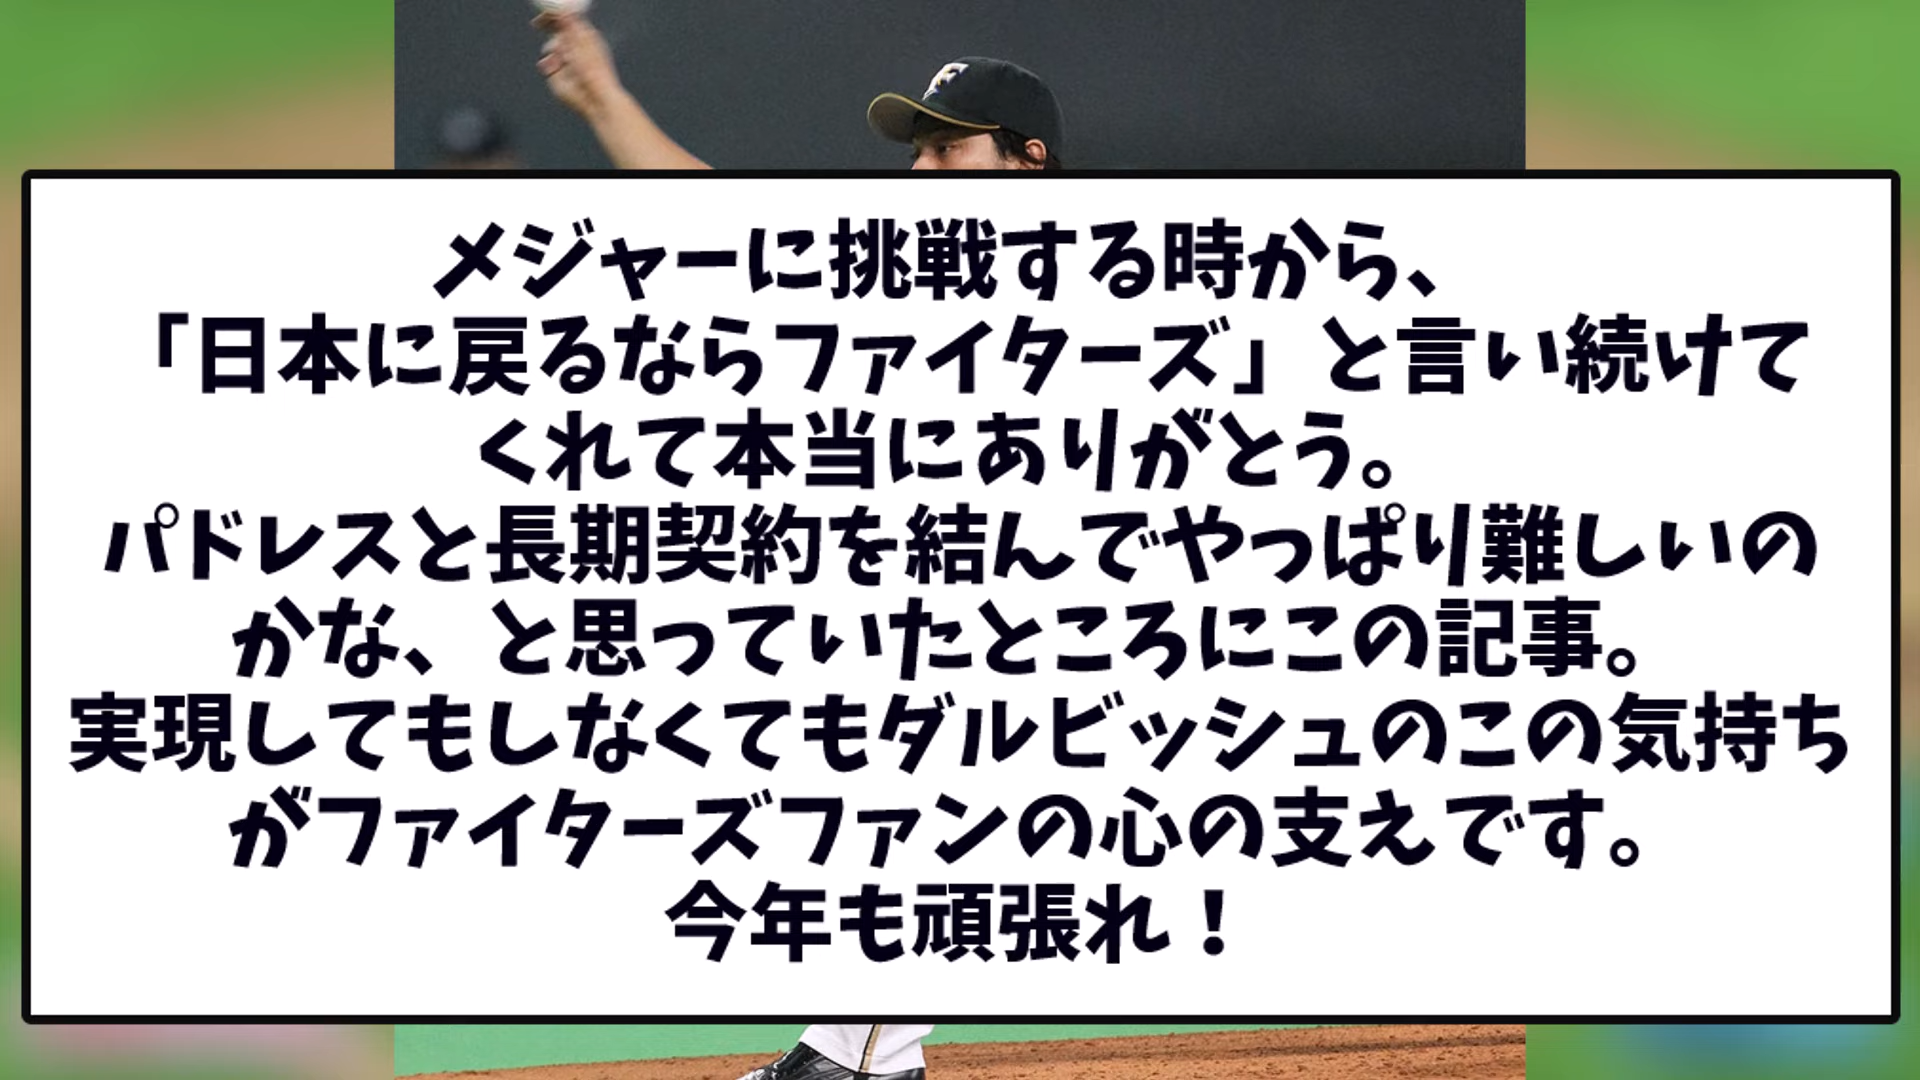 メジャーに挑戦する時から、
「日本に戻るならファイターズ」と言い続けて
くれて本当にありがとう。
パドレスと長期契約を結んでやっぱり難しいの
かな、と思っていたところにこの記事。
実現してもしなくてもダルビッシュのこの気持ち
がファイターズファンの心の支えです。
今年も頑張れ！